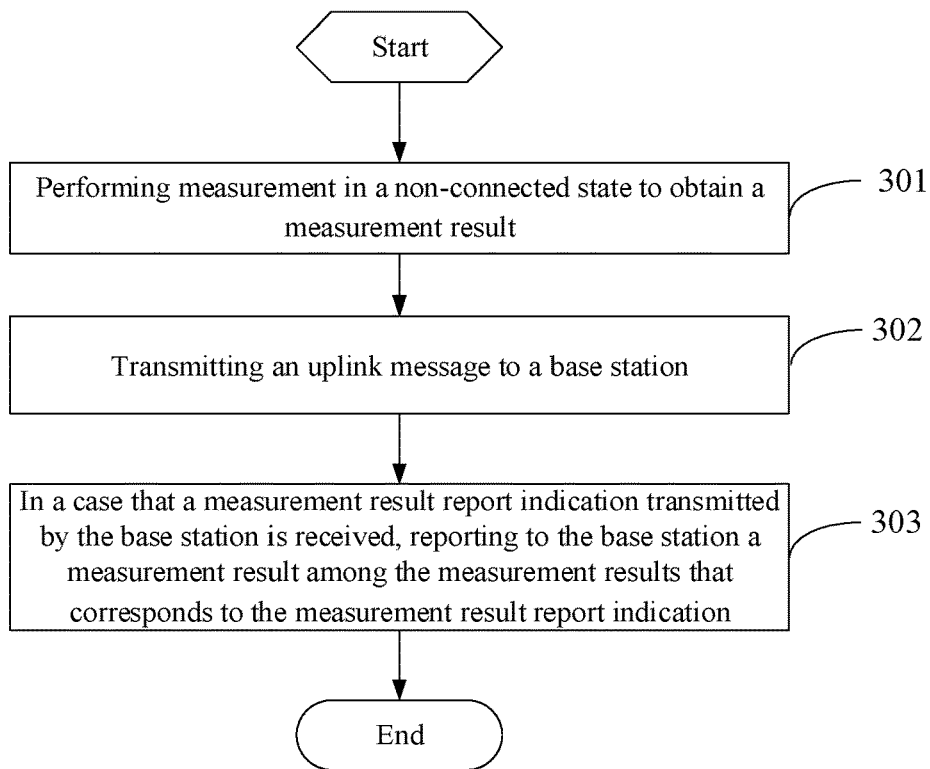 Start
Performing measurement in a non-connected state to obtain a
measurement result
301
Transmitting an uplink message to a base station
302
In a case that a measurement result report indication transmitted
by the base station is received, reporting to the base station a
measurement result among the measurement results that
corresponds to the measurement result report indication
303
End